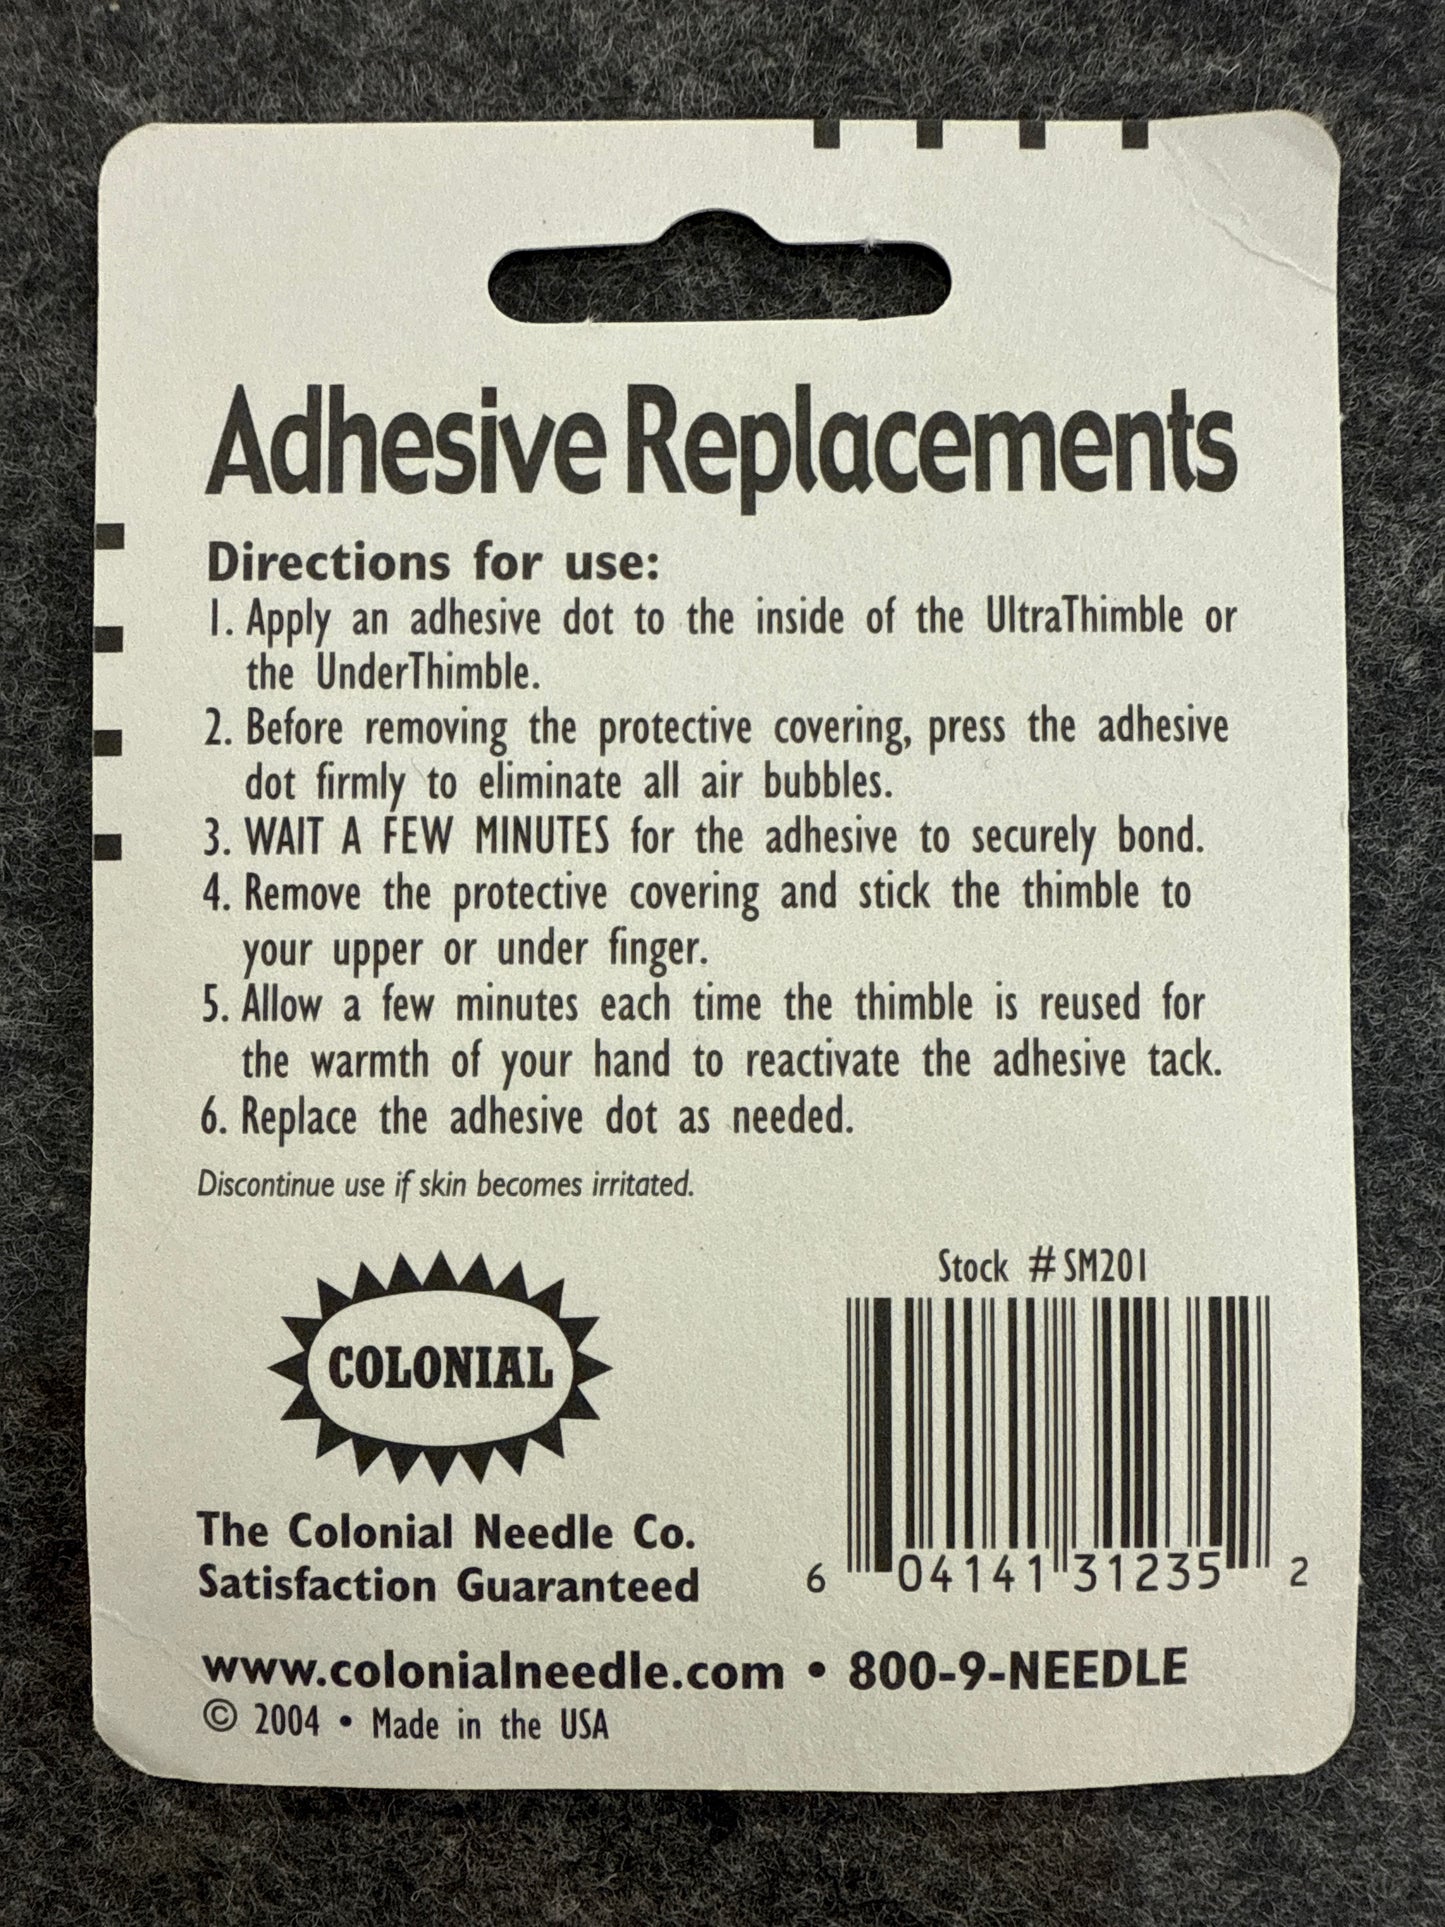 Adhesive Replacements
Directions for use:
1. Apply an adhesive dot to the inside of the UltraThimble or
the UnderThimble.
2. Before removing the protective covering, press the adhesive
dot firmly to eliminate all air bubbles.
3. WAIT A FEW MINUTES for the adhesive to securely bond.
4. Remove the protective covering and stick the thimble to
your upper or under finger.
5. Allow a few minutes each time the thimble is reused for
the warmth of your hand to reactivate the adhesive tack.
6. Replace the adhesive dot as needed.
Discontinue use if skin becomes irritated.
COLONIAL
The Colonial Needle Co.
Satisfaction Guaranteed
Stock #SM201
6 04141 31235 2
www.colonialneedle.com • 800-9-NEEDLE
© 2004 • Made in the USA